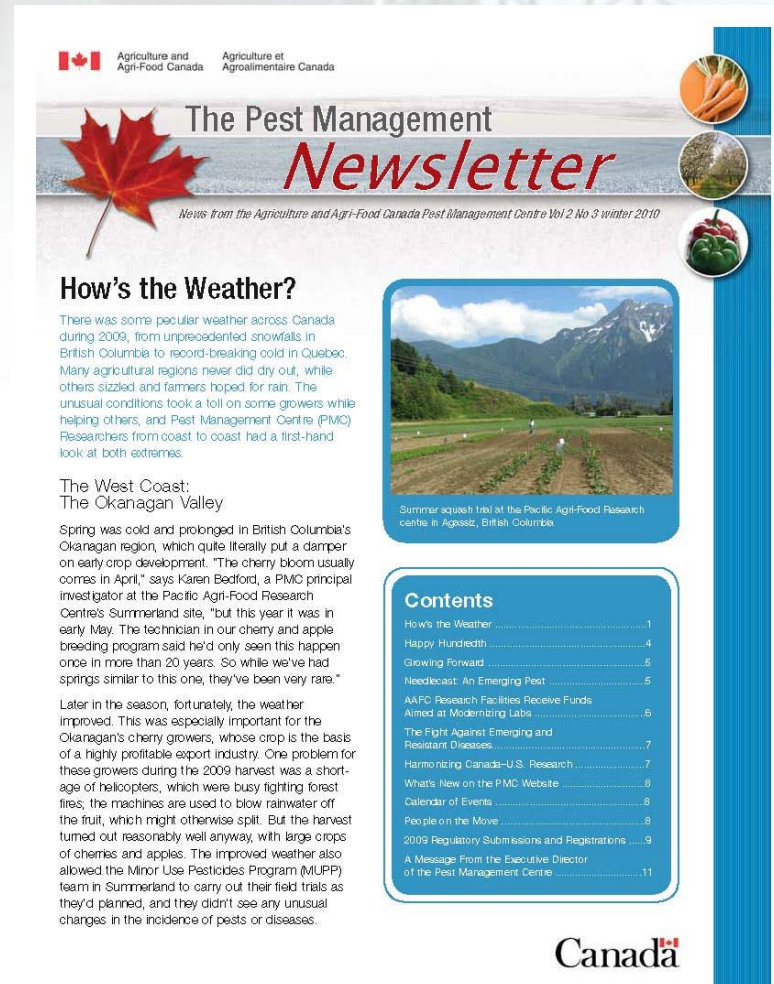 Agriculture and
Agri-Food Canada
Agriculture et
Agroalimentaire Canada
The Pest Management
Newsletter
News from the Agriculture and Agri-Food Canada Pest Management Centre Vol 2 No 3 winter 2010
How's the Weather?
There was some peculiar weather across Canada
during 2009, from unprecedented snowfalls in
British Columbia to record-breaking cold in Quebec.
Many agricultural regions never did dry out, while
others sizzled and farmers hoped for rain. The
unusual conditions took a toll on some growers while
helping others, and Pest Management Centre (PMC)
Researchers from coast to coast had a first-hand
look at both extremes.
The West Coast:
The Okanagan Valley
Spring was cold and prolonged in British Columbia's
Okanagan region, which quite literally put a damper
on early crop development. "The cherry bloom usually
comes in April," says Karen Bedford, a PMC principal
investigator at the Pacific Agri-Food Research
Centre's Summerland site, "but this year it was in
early May. The technician in our cherry and apple
breeding program said he'd only seen this happen
once in more than 20 years. So while we've had
springs similar to this one, they've been very rare."
Later in the season, fortunately, the weather
improved. This was especially important for the
Okanagan's cherry growers, whose crop is the basis
of a highly profitable export industry. One problem for
these growers during the 2009 harvest was a short-
age of helicopters, which were busy fighting forest
fires; the machines are used to blow rainwater off
the fruit, which might otherwise split. But the harvest
turned out reasonably well anyway, with large crops
of cherries and apples. The improved weather also
allowed the Minor Use Pesticides Program (MUPP)
team in Summerland to carry out their field trials as
they'd planned, and they didn't see any unusual
changes in the incidence of pests or diseases.
Summer squash trial at the Pacific Agri-Food Research
centre in Agassiz, British Columbia
Contents
How's the Weather ..............................................1
Happy Hundredth ..............................................4
Growing Forward ................................................5
Needlecast: An Emerging Pest .............................5
AAFC Research Facilities Receive Funds
Aimed at Modernizing Labs .................................6
The Fight Against Emerging and
Resistant Diseases..............................................7
Harmonizing Canada–U.S. Research .....................7
What's New on the PMC Website .........................8
Calendar of Events .............................................8
People on the Move ............................................8
2009 Regulatory Submissions and Registrations .....9
A Message From the Executive Director
of the Pest Management Centre ..........................11
Canada